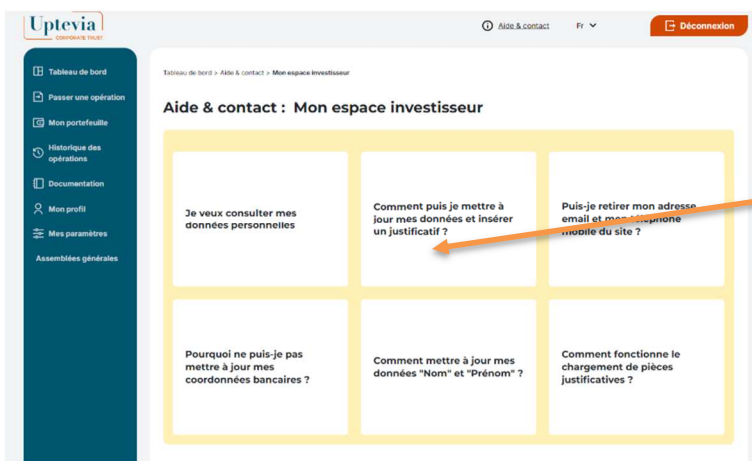 Uptevia
CORPORATE TRUST
Aide & contact
Fr
Déconnexion
Tableau de bord
Passer une opération
Mon portefeuille
Historique des
opérations
Documentation
Mon profil
Mes paramètres
Assemblées générales
Tableau de bord > Aide & contact > Mon espace investisseur
Aide & contact : Mon espace investisseur
Je veux consulter mes
données personnelles
Comment puis je mettre à
jour mes données et insérer
un justificatif ?
Puis-je retirer mon adresse
email et mon téléphone
mobile du site ?
Pourquoi ne puis-je pas
mettre à jour mes
coordonnées bancaires ?
Comment mettre à jour mes
données "Nom" et "Prénom" ?
Comment fonctionne le
chargement de pièces
justificatives ?